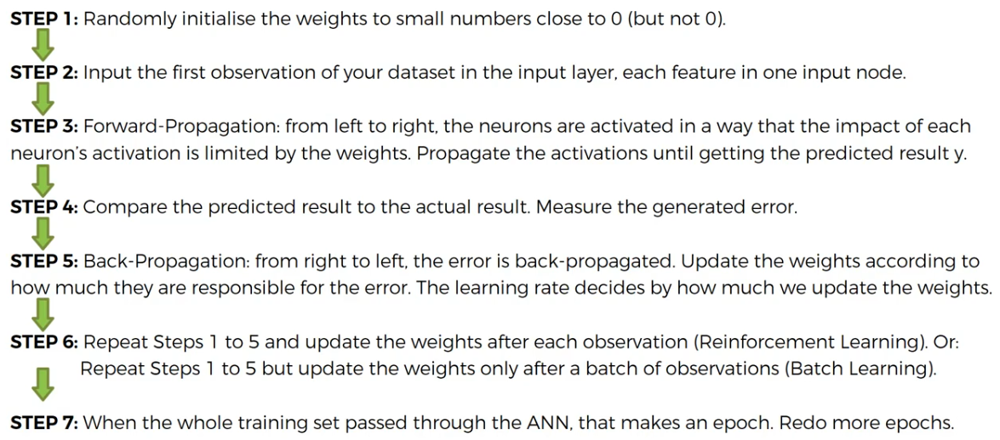 STEP 1: Randomly initialise the weights to small numbers close to 0 (but not 0).
STEP 2: Input the first observation of your dataset in the input layer, each feature in one input node.
STEP 3: Forward-Propagation: from left to right, the neurons are activated in a way that the impact of each
neuron's activation is limited by the weights. Propagate the activations until getting the predicted result y.
STEP 4: Compare the predicted result to the actual result. Measure the generated error.
STEP 5: Back-Propagation: from right to left, the error is back-propagated. Update the weights according to
how much they are responsible for the error. The learning rate decides by how much we update the weights.
STEP 6: Repeat Steps 1 to 5 and update the weights after each observation (Reinforcement Learning). Or:
Repeat Steps 1 to 5 but update the weights only after a batch of observations (Batch Learning).
STEP 7: When the whole training set passed through the ANN, that makes an epoch. Redo more epochs.